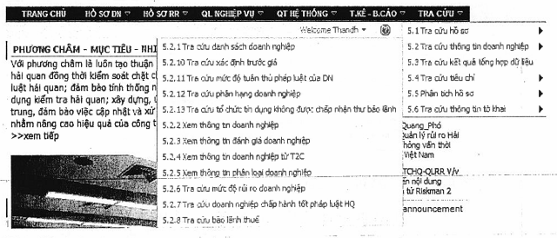 TRANG CHỦ HỒ SƠ DN HỒ SƠ RR QL NGHIỆP VỤ QT HỆ THỐNG T.KÊ - B.CÁO TRA CỨU
Welcome Thandh
PHƯƠNG CHÂM - MỤC TIÊU - NHI
Với phương châm là luôn tạo thuận
hải quan đồng thời kiểm soát chặt c
luật hải quan; đảm bảo tính thống n
dụng kiểm tra hải quan; xây dựng, (
trung, đảm bảo việc cập nhật và xử
nhằm nâng cao hiệu quả của công t
>>xem tiếp
5.2.1 Tra cứu danh sách doanh nghiệp
5.2.10 Tra cứu xác định trước giá
5.2.11 Tra cứu mức độ tuân thủ pháp luật của DN
5.2.12 Tra cứu phân hạng doanh nghiệp
5.2.13 Tra cứu tổ chức tín dụng không được chấp nhận thư bảo lãnh
5.2.2 Xem thông tin doanh nghiệp
5.2.3 Xem thông tin đánh giá doanh nghiệp
5.2.4 Xem thông tin doanh nghiệp từ T2C
5.2.5 Xem thông tin phân loại doanh nghiệp
5.2.6 Tra cứu mức độ rủi ro doanh nghiệp
5.2.7 Tra cứu doanh nghiệp chấp hành tốt pháp luật HQ
5.2.8 Tra cứu bảo lãnh thuế
5.1 Tra cứu hồ sơ
5.2 Tra cứu thông tin doanh nghiệp
5.3 Tra cứu kết quả tổng hợp dữ liệu
5.4 Tra cứu tiêu chí
5.5 Phân tích hồ sơ
5.6 Tra cứu thông tin tờ khai
Quang_Phó
Quản lý rủi ro Hải
thông vấn thời
Việt Nam
TCHQ-QLRR V/v
ến nội dung
từ Riskman 2
announcement